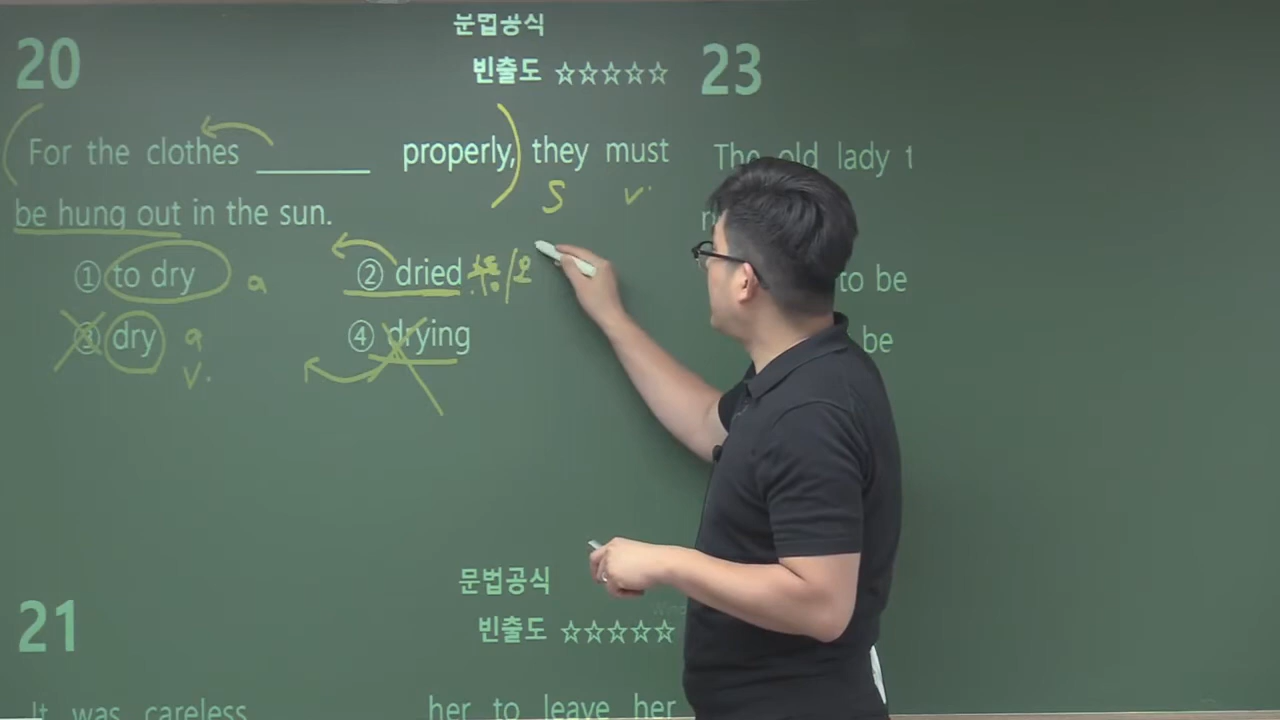 20
문법공식
빈출도 ☆☆☆☆☆
For the clothes ______ properly, they must
S v
be hung out in the sun.
① to dry a
② dried
③ dry a
v.
④ drying
21
문법공식
빈출도 ☆☆☆☆☆
It was careless ______ her to leave her
23
The old lady t
to be
be